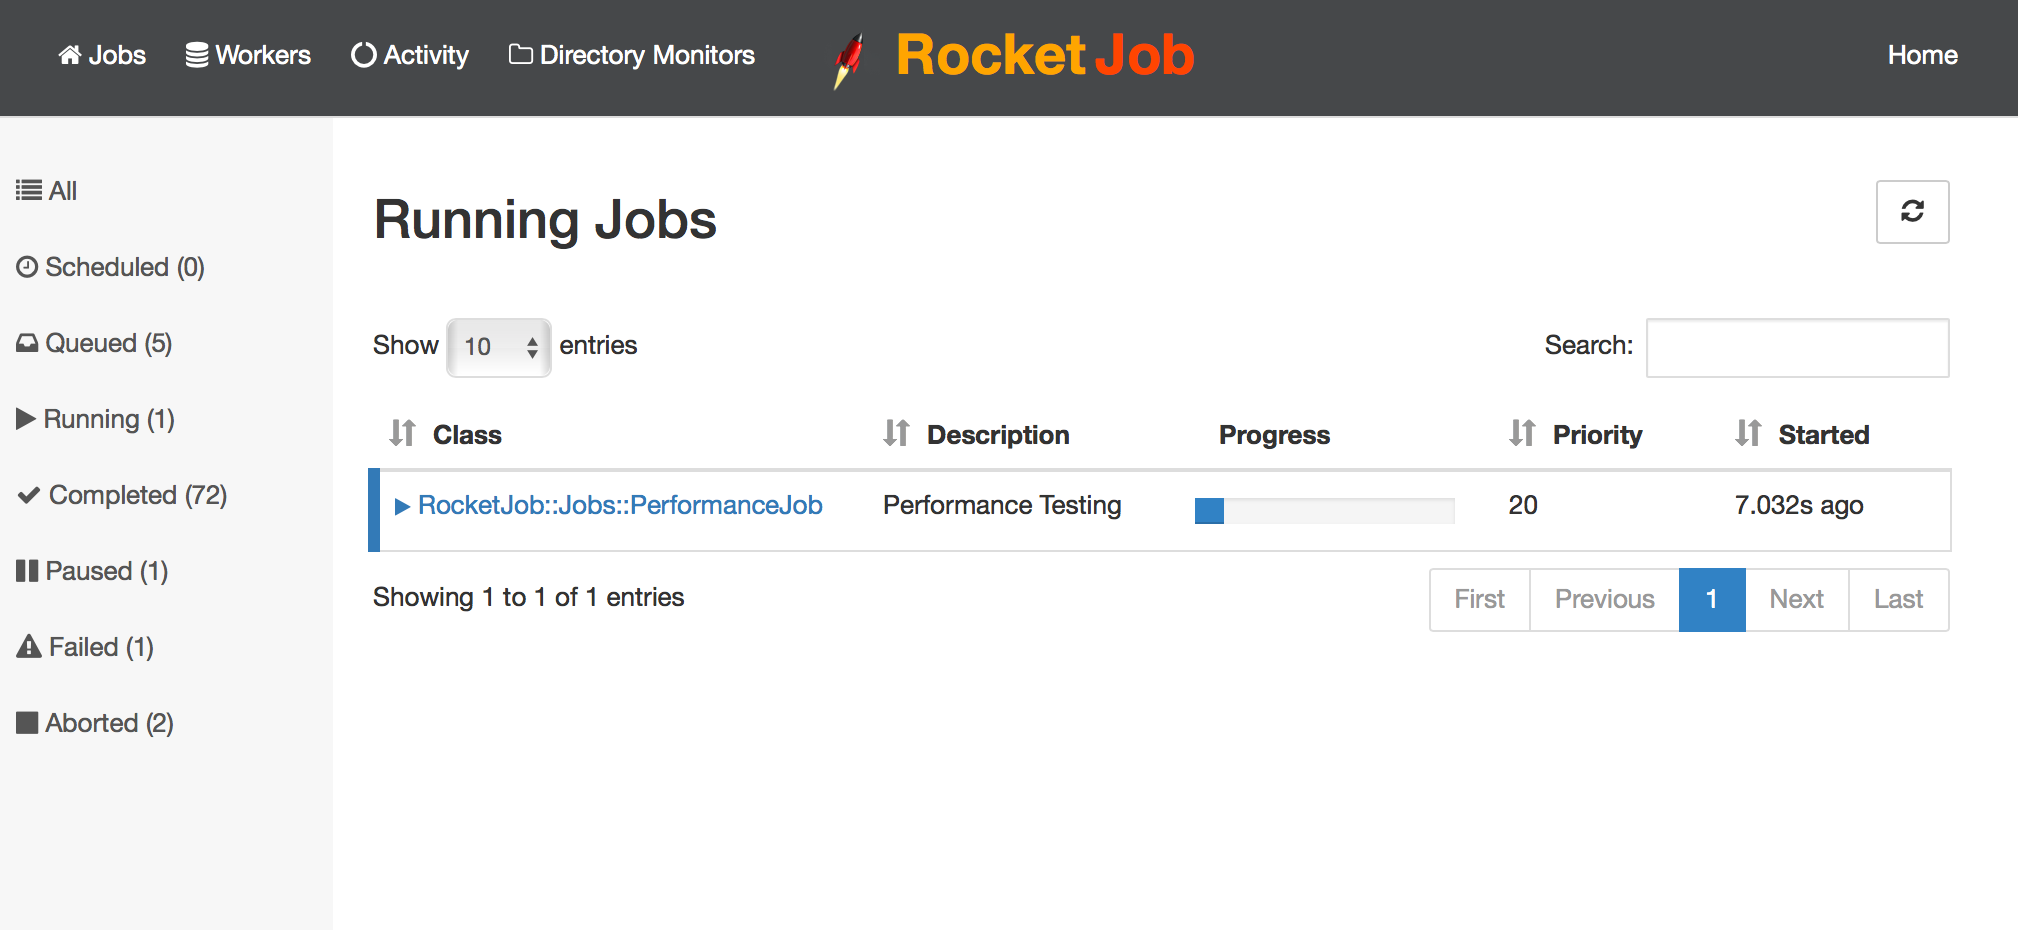 Jobs Workers Activity Directory Monitors Rocket Job Home
All
Scheduled (0)
Queued (5)
Running (1)
Completed (72)
Paused (1)
Failed (1)
Aborted (2)
Running Jobs
Show 10 entries Search:
Class Description Progress Priority Started
RocketJob::Jobs::PerformanceJob Performance Testing 20 7.032s ago
Showing 1 to 1 of 1 entries First Previous 1 Next Last